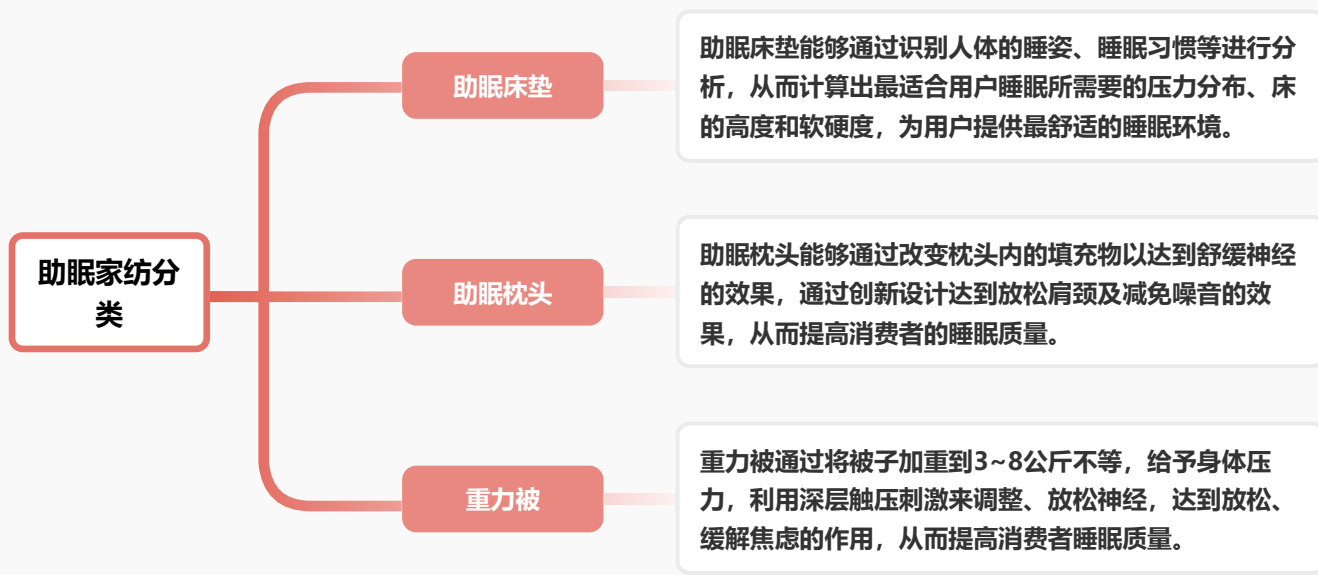 助眠家纺分
类
助眠床垫
助眠床垫能够通过识别人体的睡姿、睡眠习惯等进行分
析，从而计算出最适合用户睡眠所需要的压力分布、床
的高度和软硬度，为用户提供最舒适的睡眠环境。
助眠枕头
助眠枕头能够通过改变枕头内的填充物以达到舒缓神经
的效果，通过创新设计达到放松肩颈及减免噪音的效
果，从而提高消费者的睡眠质量。
重力被
重力被通过将被子加重到3~8公斤不等，给予身体压
力，利用深层触压刺激来调整、放松神经，达到放松、
缓解焦虑的作用，从而提高消费者睡眠质量。